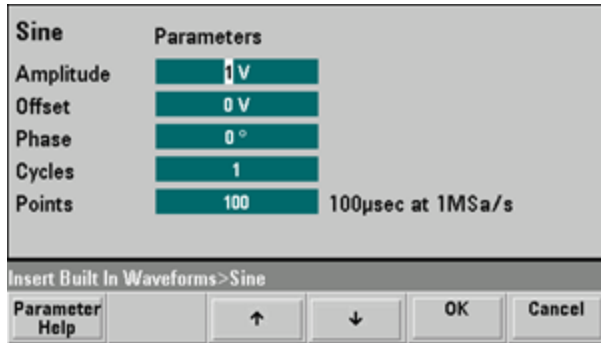 Sine Parameters
Amplitude 1 V
Offset 0 V
Phase 0 °
Cycles 1
Points 100 100µsec at 1MSa/s
Insert Built In Waveforms>Sine
Parameter Help ↑ ↓ OK Cancel